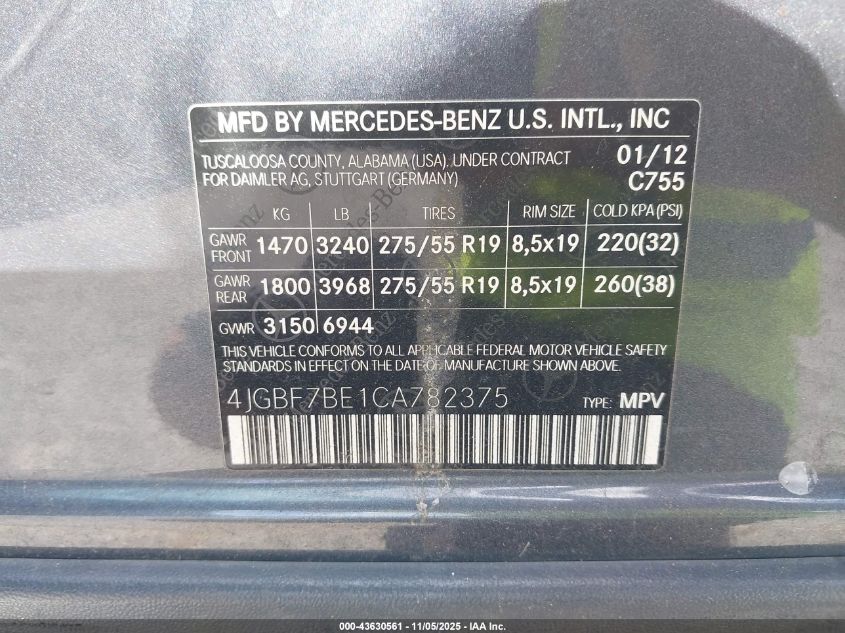 MFD BY MERCEDES-BENZ U.S. INTL., INC
TUSCALOOSA COUNTY, ALABAMA (USA), UNDER CONTRACT 01/12
FOR DAIMLER AG, STUTTGART (GERMANY) C755
KG LB TIRES RIM SIZE COLD KPA (PSI)
GAWR FRONT 1470 3240 275/55 R19 8,5x19 220(32)
GAWR REAR 1800 3968 275/55 R19 8,5x19 260(38)
GVWR 3150 6944
THIS VEHICLE CONFORMS TO ALL APPLICABLE FEDERAL MOTOR VEHICLE SAFETY
STANDARDS IN EFFECT ON THE DATE OF MANUFACTURE SHOWN ABOVE.
4JGBF7BE1CA782375 TYPE: MPV
000-43630561 - 11/05/2025 - IAA Inc.